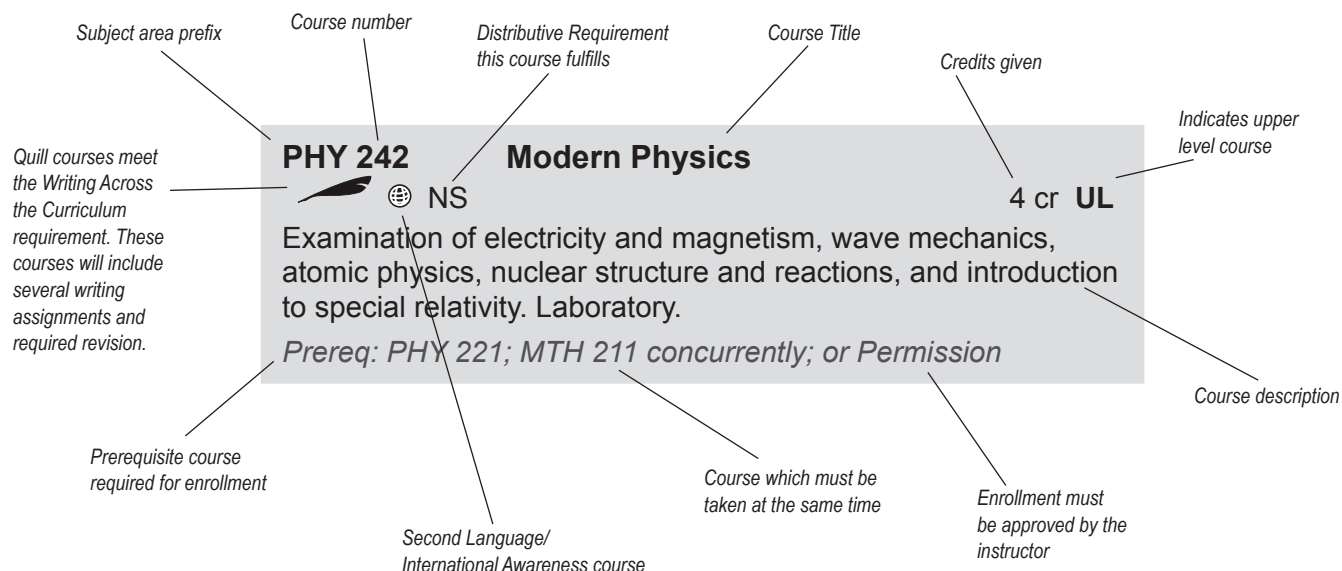 Subject area prefix
Course number
Distributive Requirement
this course fulfills
Course Title
Credits given
Indicates upper
level course
Quill courses meet
the Writing Across
the Curriculum
requirement. These
courses will include
several writing
assignments and
required revision.
PHY 242 Modern Physics
NS 4 cr UL
Examination of electricity and magnetism, wave mechanics,
atomic physics, nuclear structure and reactions, and introduction
to special relativity. Laboratory.
Prereq: PHY 221; MTH 211 concurrently; or Permission
Course description
Prerequisite course
required for enrollment
Course which must be
taken at the same time
Enrollment must
be approved by the
instructor
Second Language/
International Awareness course